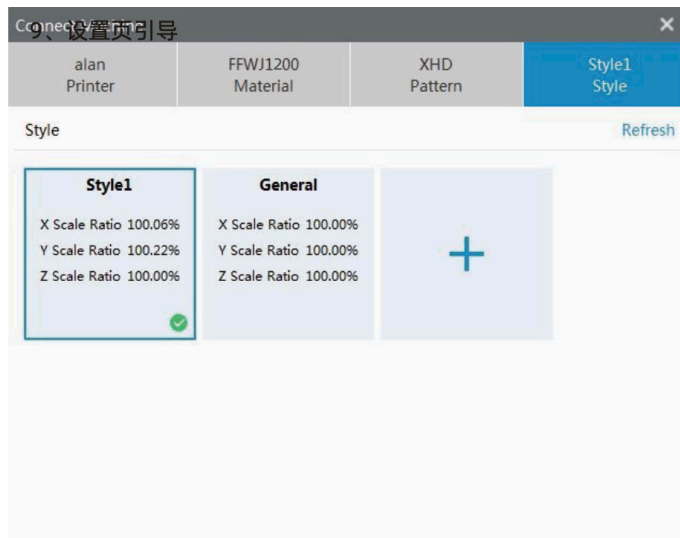 Connect Machine
9、设置页引导
alan
Printer
FFWJ1200
Material
XHD
Pattern
Style1
Style
Style
Refresh
Style1
X Scale Ratio 100.06%
Y Scale Ratio 100.22%
Z Scale Ratio 100.00%
General
X Scale Ratio 100.00%
Y Scale Ratio 100.00%
Z Scale Ratio 100.00%